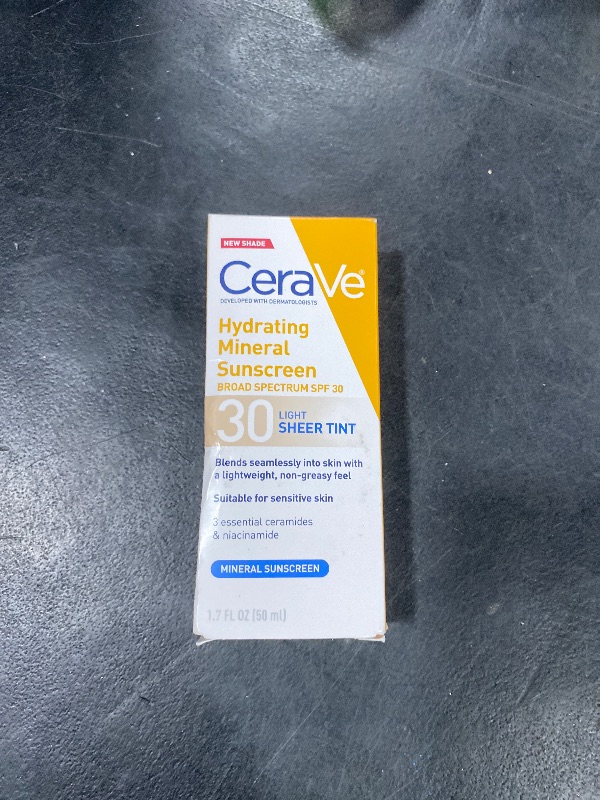 NEW SHADE
CeraVe®
DEVELOPED WITH DERMATOLOGISTS
Hydrating
Mineral
Sunscreen
BROAD SPECTRUM SPF 30
30 LIGHT
SHEER TINT
Blends seamlessly into skin with
a lightweight, non-greasy feel
Suitable for sensitive skin
3 essential ceramides
& niacinamide
MINERAL SUNSCREEN
1.7 FL OZ (50 ml)